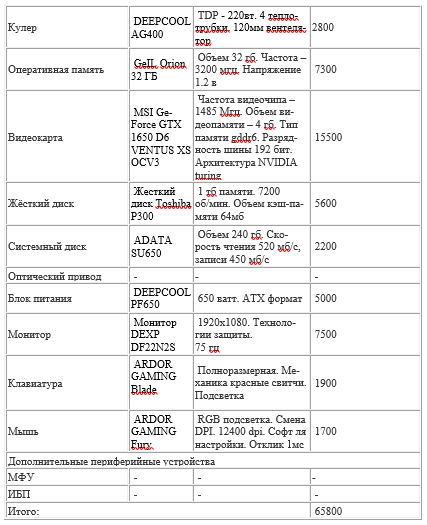 Кулер
DEEPCOOL
AG400
TDP - 220вт. 4 тепло-
трубки. 120мм вентеля-
тор
2800
Оперативная память
GeIL Orion
32 ГБ
Объем 32 гб. Частота –
3200 мгц. Напряжение
1.2 в
7300
Видеокарта
MSI Ge-
Force GTX
1650 D6
VENTUS XS
OCV3
Частота видеочипа –
1485 Мгц. Объем ви-
деопамяти – 4 гб. Тип
памяти gddr6. Разряд-
ность шины 192 бит.
Архитектура NVIDIA
turing
15500
Жёсткий диск
Жесткий
диск Toshiba
P300
1 тб памяти. 7200
об/мин. Объем кэш-па-
мяти 64мб
5600
Системный диск
ADATA
SU650
Объем 240 гб. Ско-
рость чтения 520 мб/с,
записи 450 мб/с
2200
Оптический привод
-
-
-
Блок питания
DEEPCOOL
PF650
650 ватт. ATX формат
5000
Монитор
Монитор
DEXP
DF22N2S
1920x1080. Техноло-
гии защиты.
75 гц
7500
Клавиатура
ARDOR
GAMING
Blade
Полноразмерная. Ме-
ханика красные свитчи.
Подсветка
1900
Мышь
ARDOR
GAMING
Fury
RGB подсветка. Смена
DPI. 12400 dpi. Софт ля
настройки. Отклик 1мс
1700
Дополнительные периферийные устройства
МФУ
-
-
-
ИБП
-
-
-
Итого:
65800